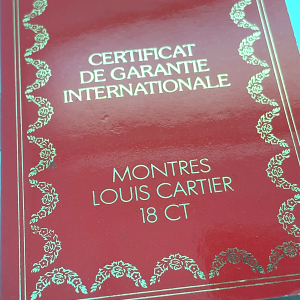 CERTIFICAT
DE GARANTIE
INTERNATIONALE
MONTRES
LOUIS CARTIER
18 CT